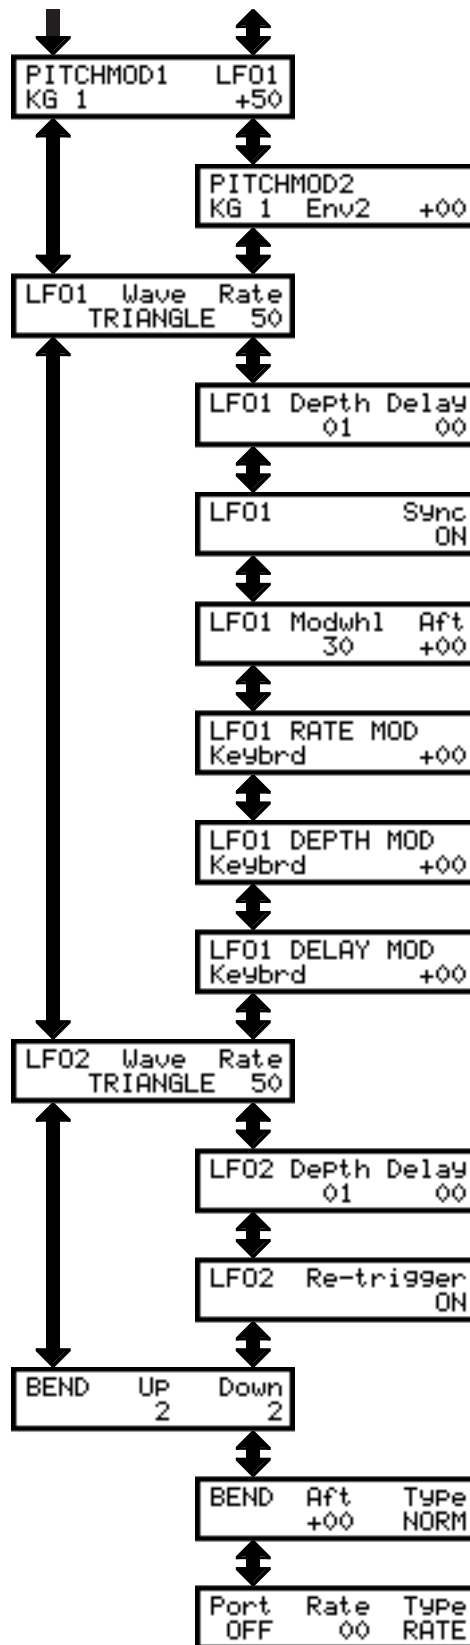 PITCHMOD1 LFO1
KG 1 +50
PITCHMOD2
KG 1 Env2 +00
LFO1 Wave Rate
TRIANGLE 50
LFO1 Depth Delay
01 00
LFO1 Sync
ON
LFO1 Modwhl Aft
30 +00
LFO1 RATE MOD
Keybrd +00
LFO1 DEPTH MOD
Keybrd +00
LFO1 DELAY MOD
Keybrd +00
LFO2 Wave Rate
TRIANGLE 50
LFO2 Depth Delay
01 00
LFO2 Re-trigger
ON
BEND Up Down
2 2
BEND Aft Type
+00 NORM
Port Rate Type
OFF 00 RATE